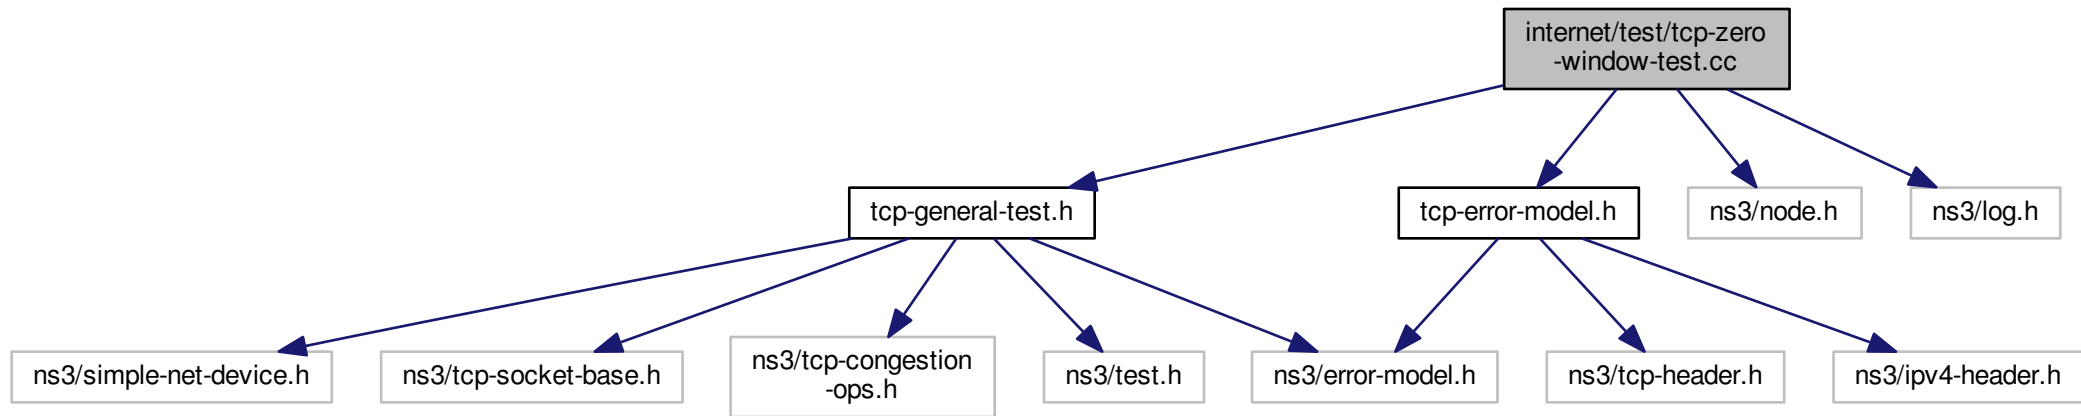 internet/test/tcp-zero
-window-test.cc
tcp-general-test.h
tcp-error-model.h
ns3/node.h
ns3/log.h
ns3/simple-net-device.h
ns3/tcp-socket-base.h
ns3/tcp-congestion
-ops.h
ns3/test.h
ns3/error-model.h
ns3/tcp-header.h
ns3/ipv4-header.h